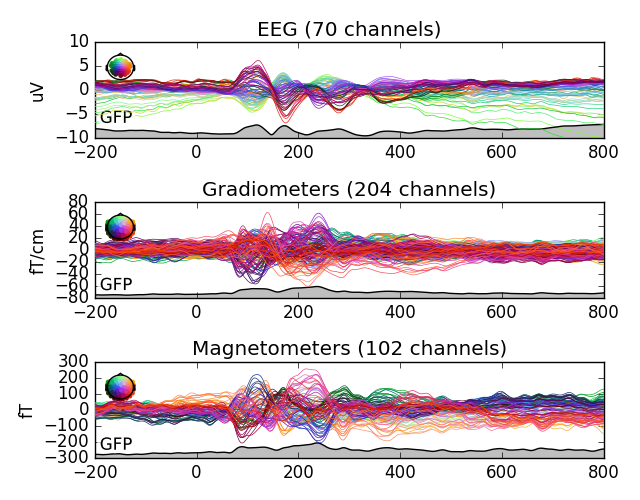 EEG (70 channels)
10
5
0
−5
−10
uV
GFP
−200 0 200 400 600 800
Gradiometers (204 channels)
80
60
40
20
0
−20
−40
−60
−80
fT/cm
GFP
−200 0 200 400 600 800
Magnetometers (102 channels)
300
200
100
0
−100
−200
−300
fT
GFP
−200 0 200 400 600 800